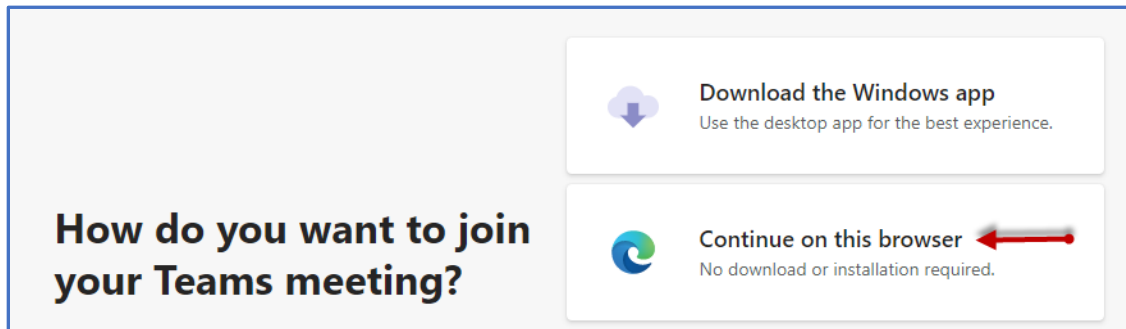 Download the Windows app
Use the desktop app for the best experience.
How do you want to join
your Teams meeting?
Continue on this browser
No download or installation required.